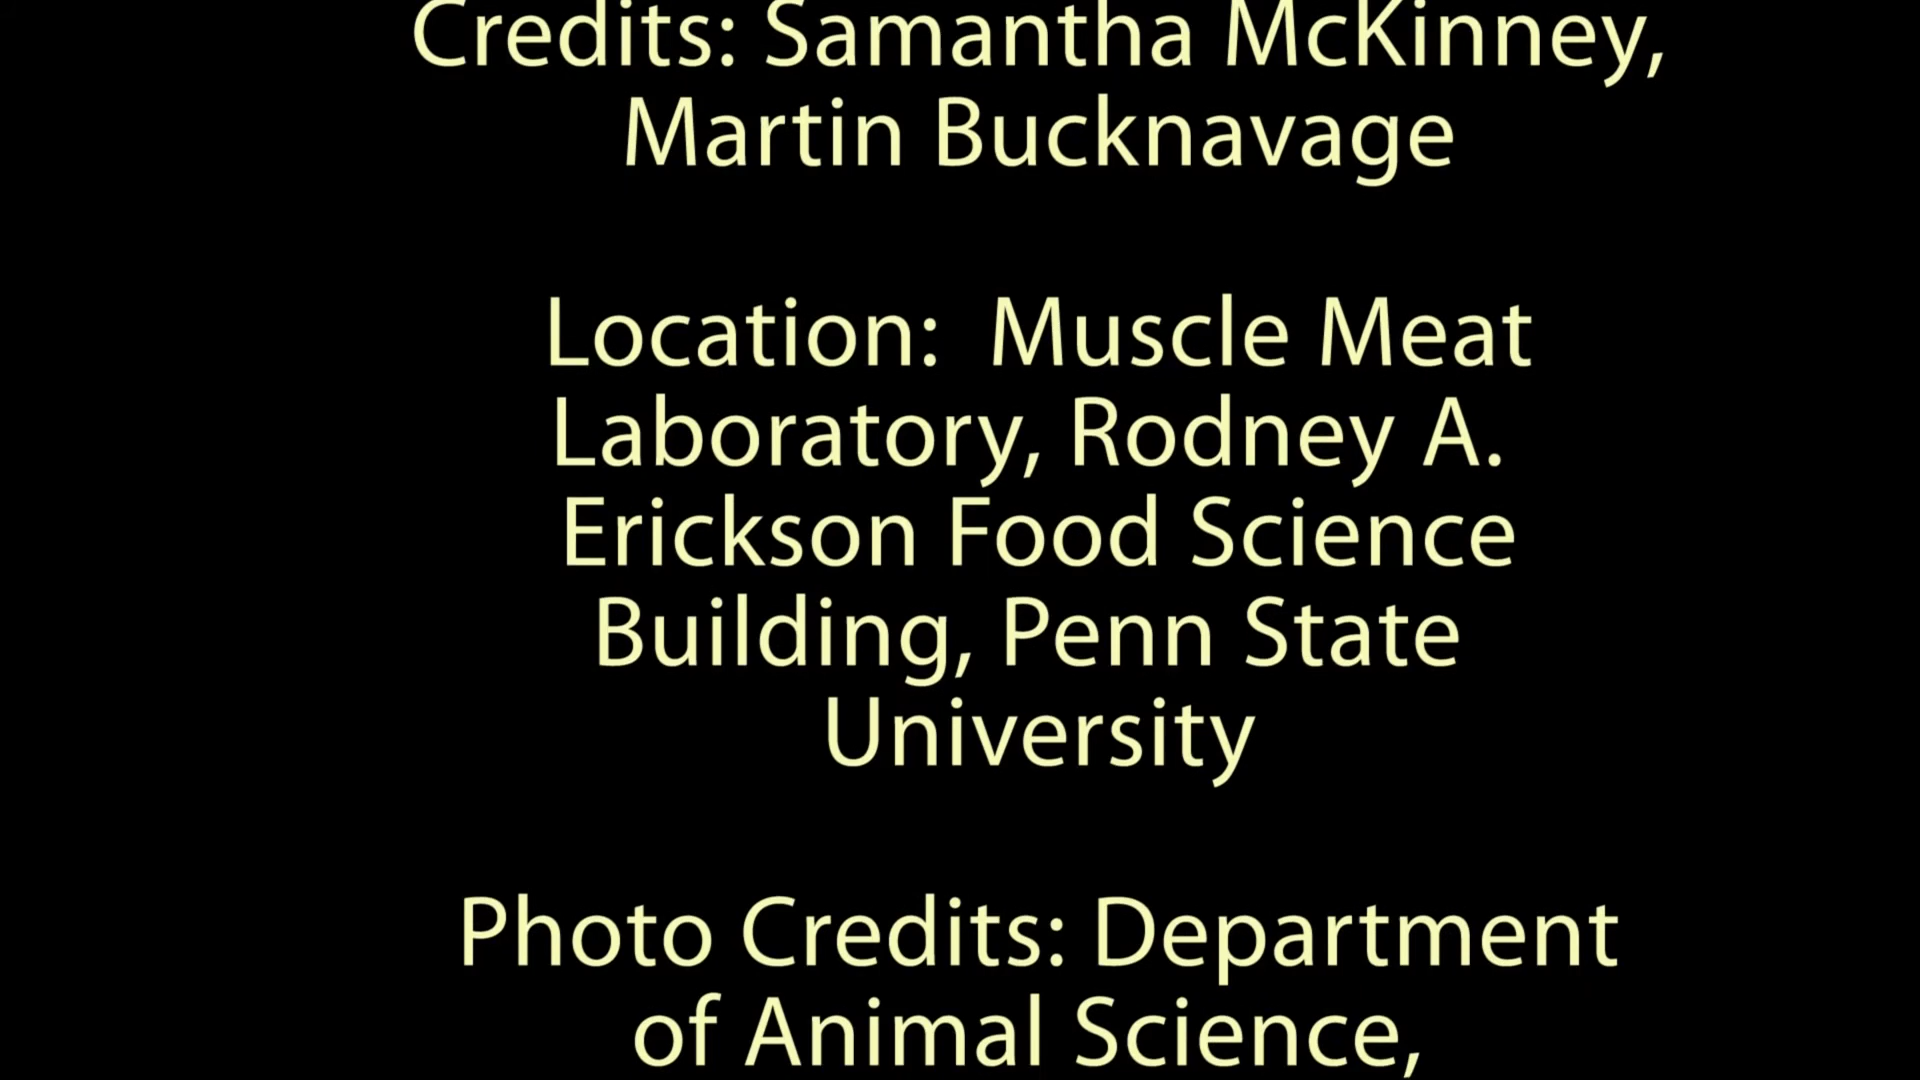 Credits: Samantha McKinney,
Martin Bucknavage
Location:  Muscle Meat
Laboratory, Rodney A.
Erickson Food Science
Building, Penn State
University
Photo Credits: Department
of Animal Science,